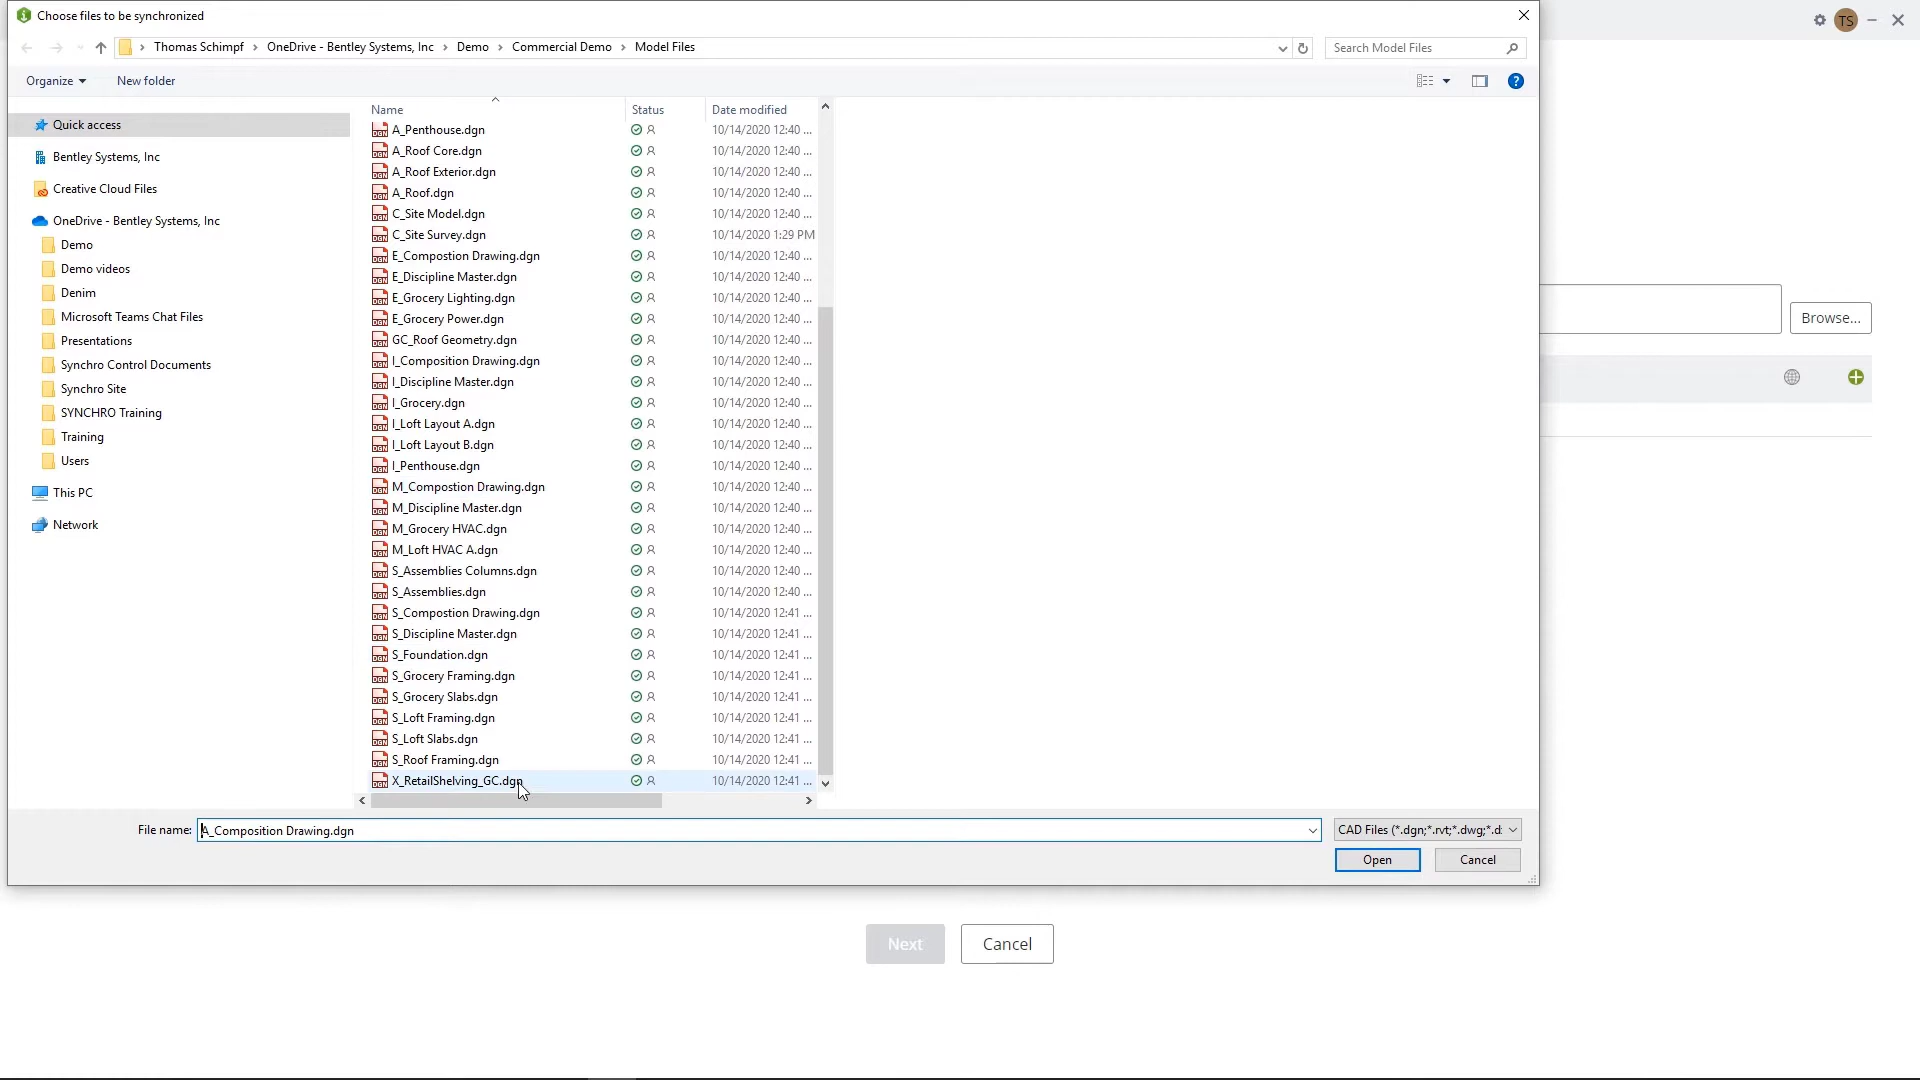 Choose files to be synchronized
TS
Thomas Schimpf > OneDrive - Bentley Systems, Inc > Demo > Commercial Demo > Model Files
Search Model Files
Organize
New folder
Quick access
Bentley Systems, Inc
Creative Cloud Files
OneDrive - Bentley Systems, Inc
Demo
Demo videos
Denim
Microsoft Teams Chat Files
Presentations
Synchro Control Documents
Synchro Site
SYNCHRO Training
Training
Users
This PC
Network
Name Status Date modified
A_Penthouse.dgn 10/14/2020 12:40 ...
A_Roof Core.dgn 10/14/2020 12:40 ...
A_Roof Exterior.dgn 10/14/2020 12:40 ...
A_Roof.dgn 10/14/2020 12:40 ...
C_Site Model.dgn 10/14/2020 12:40 ...
C_Site Survey.dgn 10/14/2020 1:29 PM
E_Compostion Drawing.dgn 10/14/2020 12:40 ...
E_Discipline Master.dgn 10/14/2020 12:40 ...
E_Grocery Lighting.dgn 10/14/2020 12:40 ...
E_Grocery Power.dgn 10/14/2020 12:40 ...
GC_Roof Geometry.dgn 10/14/2020 12:40 ...
I_Composition Drawing.dgn 10/14/2020 12:40 ...
I_Discipline Master.dgn 10/14/2020 12:40 ...
I_Grocery.dgn 10/14/2020 12:40 ...
I_Loft Layout A.dgn 10/14/2020 12:40 ...
I_Loft Layout B.dgn 10/14/2020 12:40 ...
I_Penthouse.dgn 10/14/2020 12:40 ...
M_Compostion Drawing.dgn 10/14/2020 12:40 ...
M_Discipline Master.dgn 10/14/2020 12:40 ...
M_Grocery HVAC.dgn 10/14/2020 12:40 ...
M_Loft HVAC A.dgn 10/14/2020 12:40 ...
S_Assemblies Columns.dgn 10/14/2020 12:40 ...
S_Assemblies.dgn 10/14/2020 12:40 ...
S_Compostion Drawing.dgn 10/14/2020 12:41 ...
S_Discipline Master.dgn 10/14/2020 12:41 ...
S_Foundation.dgn 10/14/2020 12:41 ...
S_Grocery Framing.dgn 10/14/2020 12:41 ...
S_Grocery Slabs.dgn 10/14/2020 12:41 ...
S_Loft Framing.dgn 10/14/2020 12:41 ...
S_Loft Slabs.dgn 10/14/2020 12:41 ...
S_Roof Framing.dgn 10/14/2020 12:41 ...
X_RetailShelving_GC.dgn 10/14/2020 12:41 ...
Browse...
File name: A_Composition Drawing.dgn
CAD Files (*.dgn;*.rvt;*.dwg;*.d
Open
Cancel
Next
Cancel